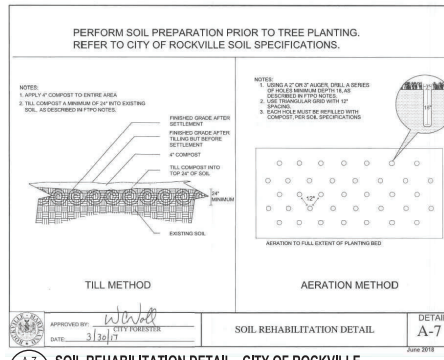 PERFORM SOIL PREPARATION PRIOR TO TREE PLANTING.
REFER TO CITY OF ROCKVILLE SOIL SPECIFICATIONS.
NOTES:
1. APPLY 4" COMPOST TO ENTIRE AREA
2. TILL COMPOST A MINIMUM OF 24" INTO EXISTING
SOIL, AS DESCRIBED IN FTPO NOTES.
FINISHED GRADE AFTER
SETTLEMENT
FINISHED GRADE AFTER
TILLING BUT BEFORE
SETTLEMENT
4" COMPOST
TILL COMPOST INTO
TOP 24" OF SOIL
24"
MINIMUM
EXISTING SOIL
TILL METHOD
NOTES:
1. USING A 2" OR 3" AUGER, DRILL A SERIES
OF HOLES MINIMUM DEPTH 18, AS
DESCRIBED IN FTPO NOTES.
2. USE TRIANGULAR GRID WITH 12"
SPACING.
3. EACH HOLE MUST BE REFILLED WITH
COMPOST, PER SOIL SPECIFICATIONS
12"
AERATION TO FULL EXTENT OF PLANTING BED
AERATION METHOD
APPROVED BY:
CITY FORESTER
DATE: 3/30/17
SOIL REHABILITATION DETAIL
DETAIL
A-7
June 2018
A-7 SOIL REHABILITATION DETAIL - CITY OF ROCKVILLE